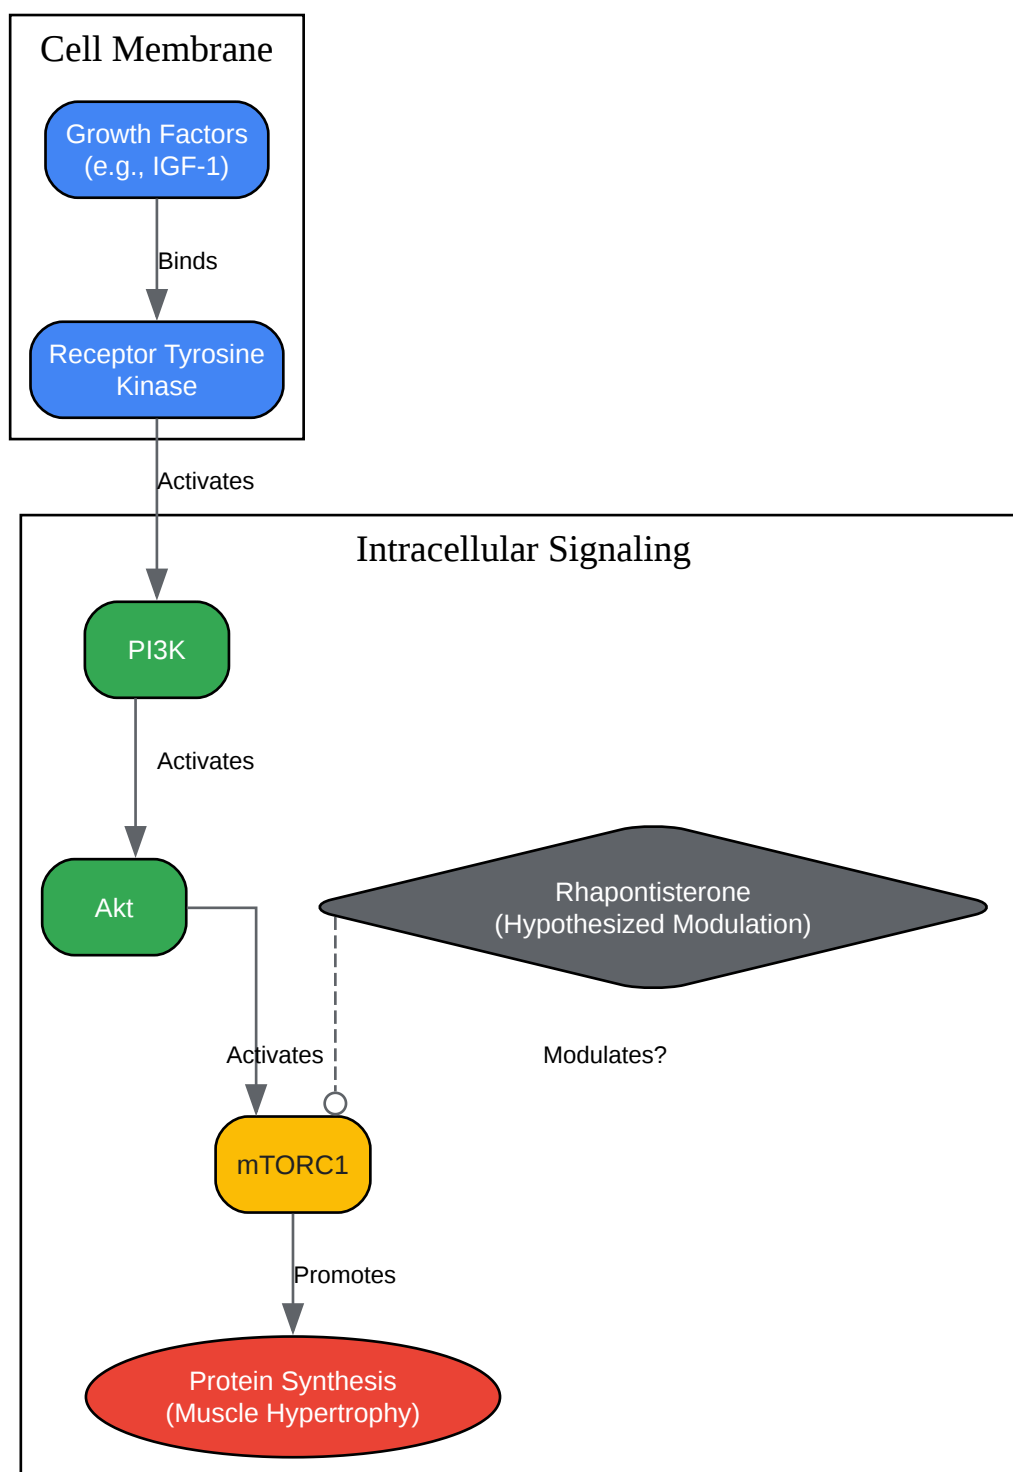 Cell Membrane
Growth Factors
(e.g., IGF-1)
Binds
Receptor Tyrosine
Kinase
Activates
Intracellular Signaling
PI3K
Activates
Akt
Rhapontisterone
(Hypothesized Modulation)
Activates
Modulates?
mTORC1
Promotes
Protein Synthesis
(Muscle Hypertrophy)